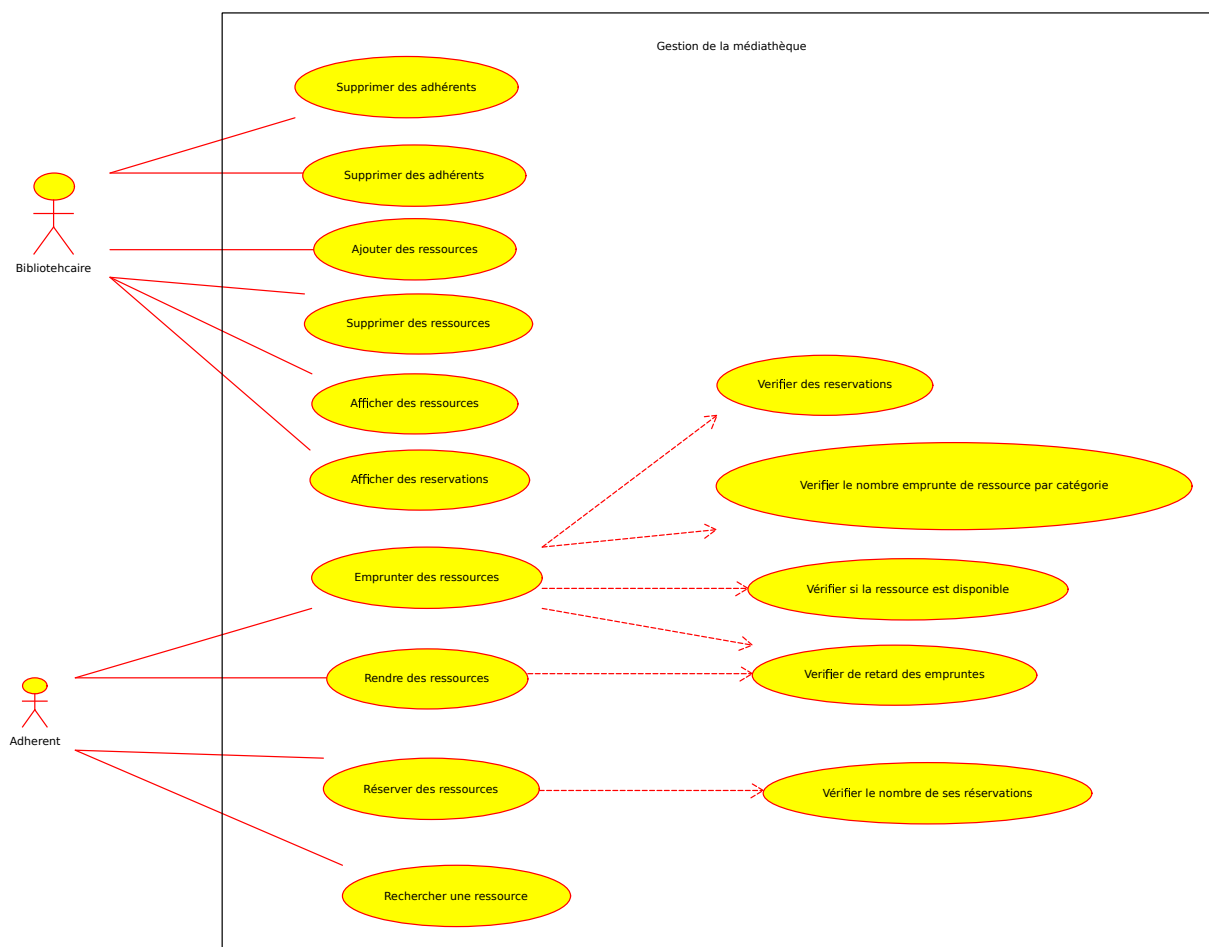 Gestion de la médiathèque
Supprimer des adhérents
Supprimer des adhérents
Ajouter des ressources
Bibliotehcaire
Supprimer des ressources
Verifier des reservations
Afficher des ressources
Afficher des reservations
Verifier le nombre emprunte de ressource par catégorie
Emprunter des ressources
Vérifier si la ressource est disponible
Rendre des ressources
Verifier de retard des empruntes
Adherent
Réserver des ressources
Vérifier le nombre de ses réservations
Rechercher une ressource